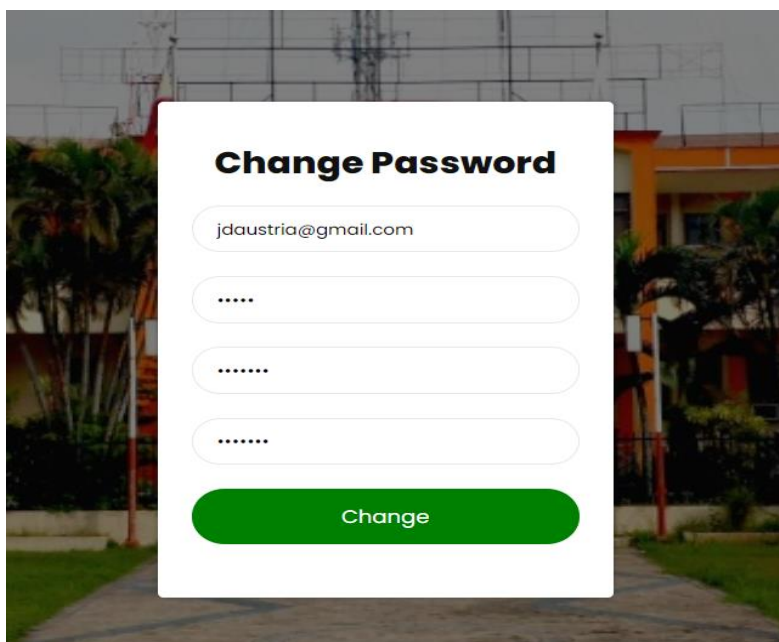 Change Password
jdaustria@gmail.com
•••••
•••••••
•••••••
Change